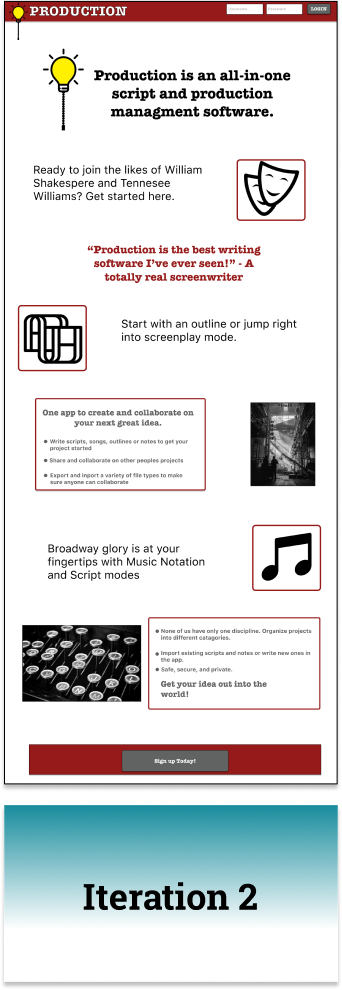 PRODUCTION
LOGIN
Production is an all-in-one
script and production
managment software.
Ready to join the likes of William
Shakespere and Tennesee
Williams? Get started here.
“Production is the best writing
software I’ve ever seen!” - A
totally real screenwriter
Start with an outline or jump right
into screenplay mode.
One app to create and collaborate on
your next great idea.
Write scripts, songs, outlines or notes to get your
project started
Share and collaborate on other peoples projects
Export and inport a variety of file types to make
sure anyone can collaborate
Broadway glory is at your
fingertips with Music Notation
and Script modes
None of us have only one discipline. Organize projects
into different catagories.
Import existing scripts and notes or write new ones in
the app.
Safe, secure, and private.
Get your idea out into the
world!
Sign up Today!
Iteration 2